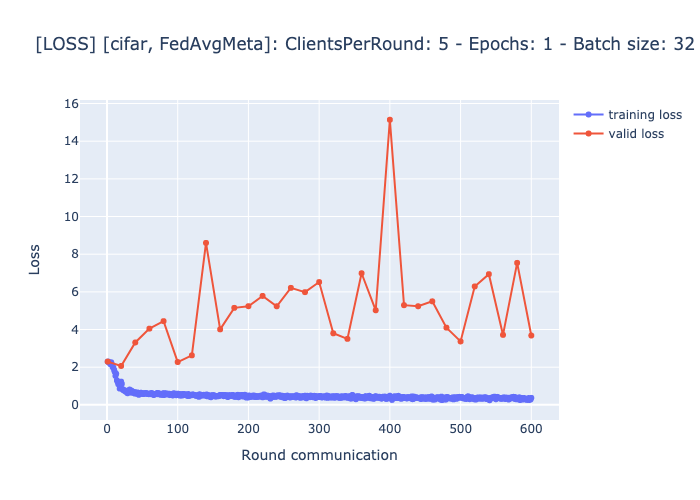 [LOSS] [cifar, FedAvgMeta]: ClientsPerRound: 5 - Epochs: 1 - Batch size: 32
training loss
valid loss
Loss
16
14
12
10
8
6
4
2
0
0 100 200 300 400 500 600
Round communication